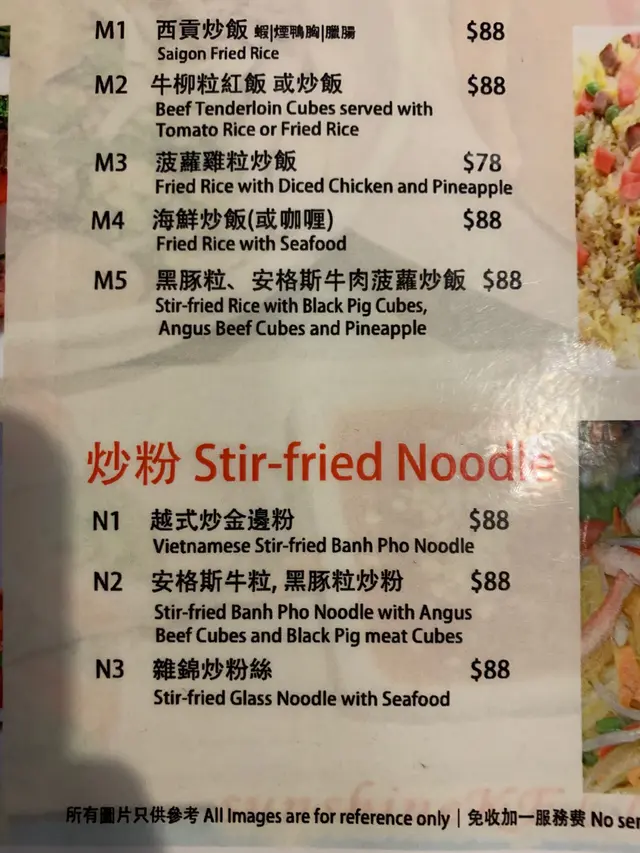 M1 西貢炒飯 蝦|煙鴨胸|臘腸 $88
Saigon Fried Rice
M2 牛柳粒紅飯 或炒飯 $88
Beef Tenderloin Cubes served with
Tomato Rice or Fried Rice
M3 菠蘿雞粒炒飯 $78
Fried Rice with Diced Chicken and Pineapple
M4 海鮮炒飯(或咖喱) $88
Fried Rice with Seafood
M5 黑豚粒、安格斯牛肉菠蘿炒飯 $88
Stir-fried Rice with Black Pig Cubes,
Angus Beef Cubes and Pineapple
炒粉 Stir-fried Noodle
N1 越式炒金邊粉 $88
Vietnamese Stir-fried Banh Pho Noodle
N2 安格斯牛粒, 黑豚粒炒粉 $88
Stir-fried Banh Pho Noodle with Angus
Beef Cubes and Black Pig meat Cubes
N3 雜錦炒粉絲 $88
Stir-fried Glass Noodle with Seafood
所有圖片只供參考 All Images are for reference only | 免收加一服務费 No